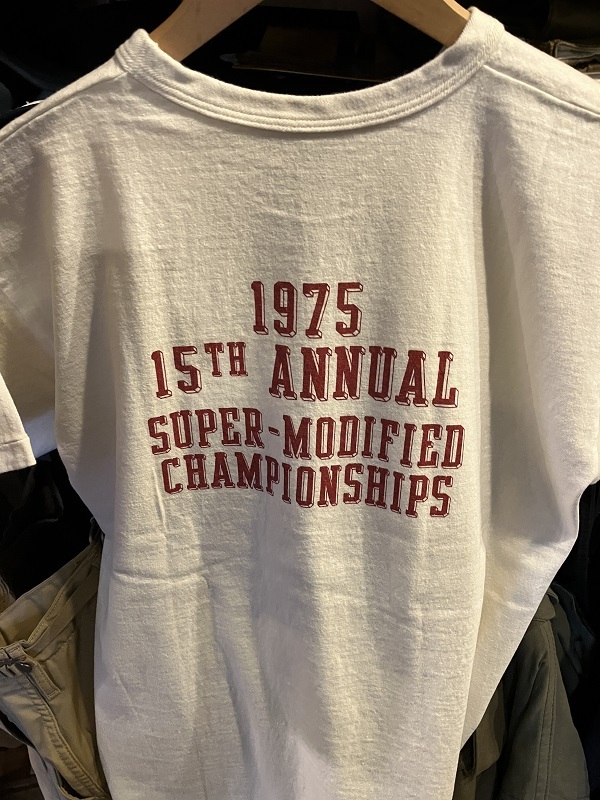 1975
15TH ANNUAL
SUPER-MODIFIED
CHAMPIONSHIPS